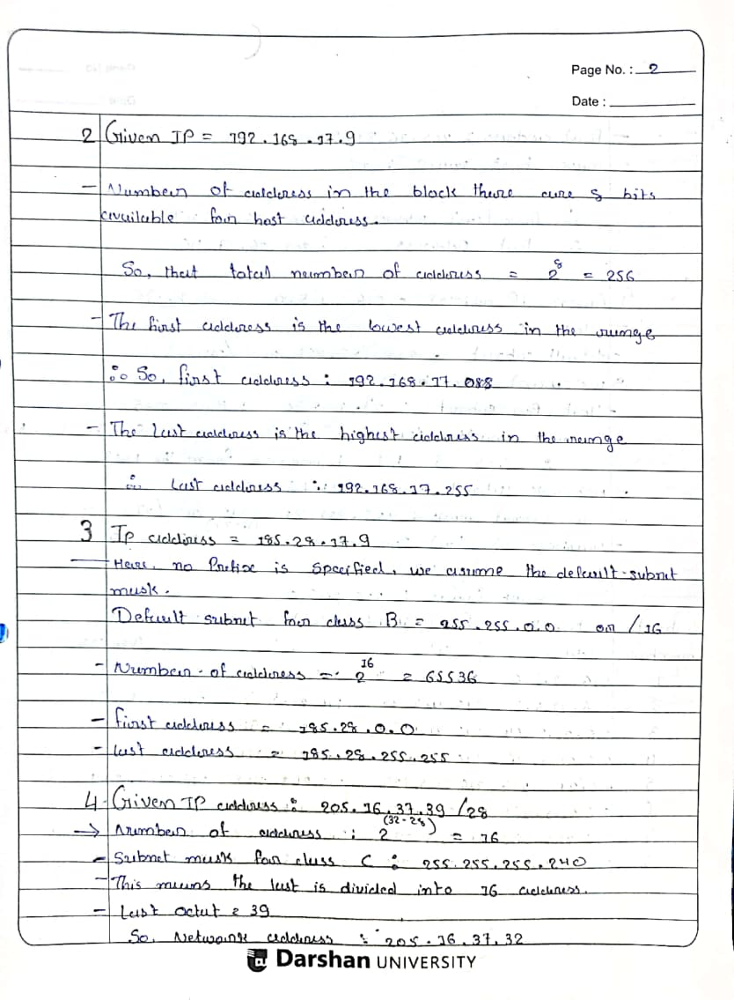 Page No. : 2
Date :
2 Given IP = 192.168.17.9
- Number of address in the block there are 8 bits
available for host address.
So, that total number of address = 2^8 = 256
- The first address is the lowest address in the range
∴ So, first address : 192.168.17.
- The last address is the highest address in the range
∴ Last address : 192.168.17.255
3 Ip address = 185.28.17.9
Here, no Prefix is specified, we assume the default subnet
mask.
Default subnet for class B = 255.255.0.0 or /16
- Number of address = 2^16 = 65536
- first address = 185.28.0.0
- last address = 185.28.255.255
4 Given IP address : 205.16.37.39 /28
→ Number of address : 2^(32-28) = 16
- Subnet mask for class C : 255.255.255.240
- This means the last is divided into 16 address.
- Last octet = 39
So, Network address : 205.16.37.32
Darshan UNIVERSITY